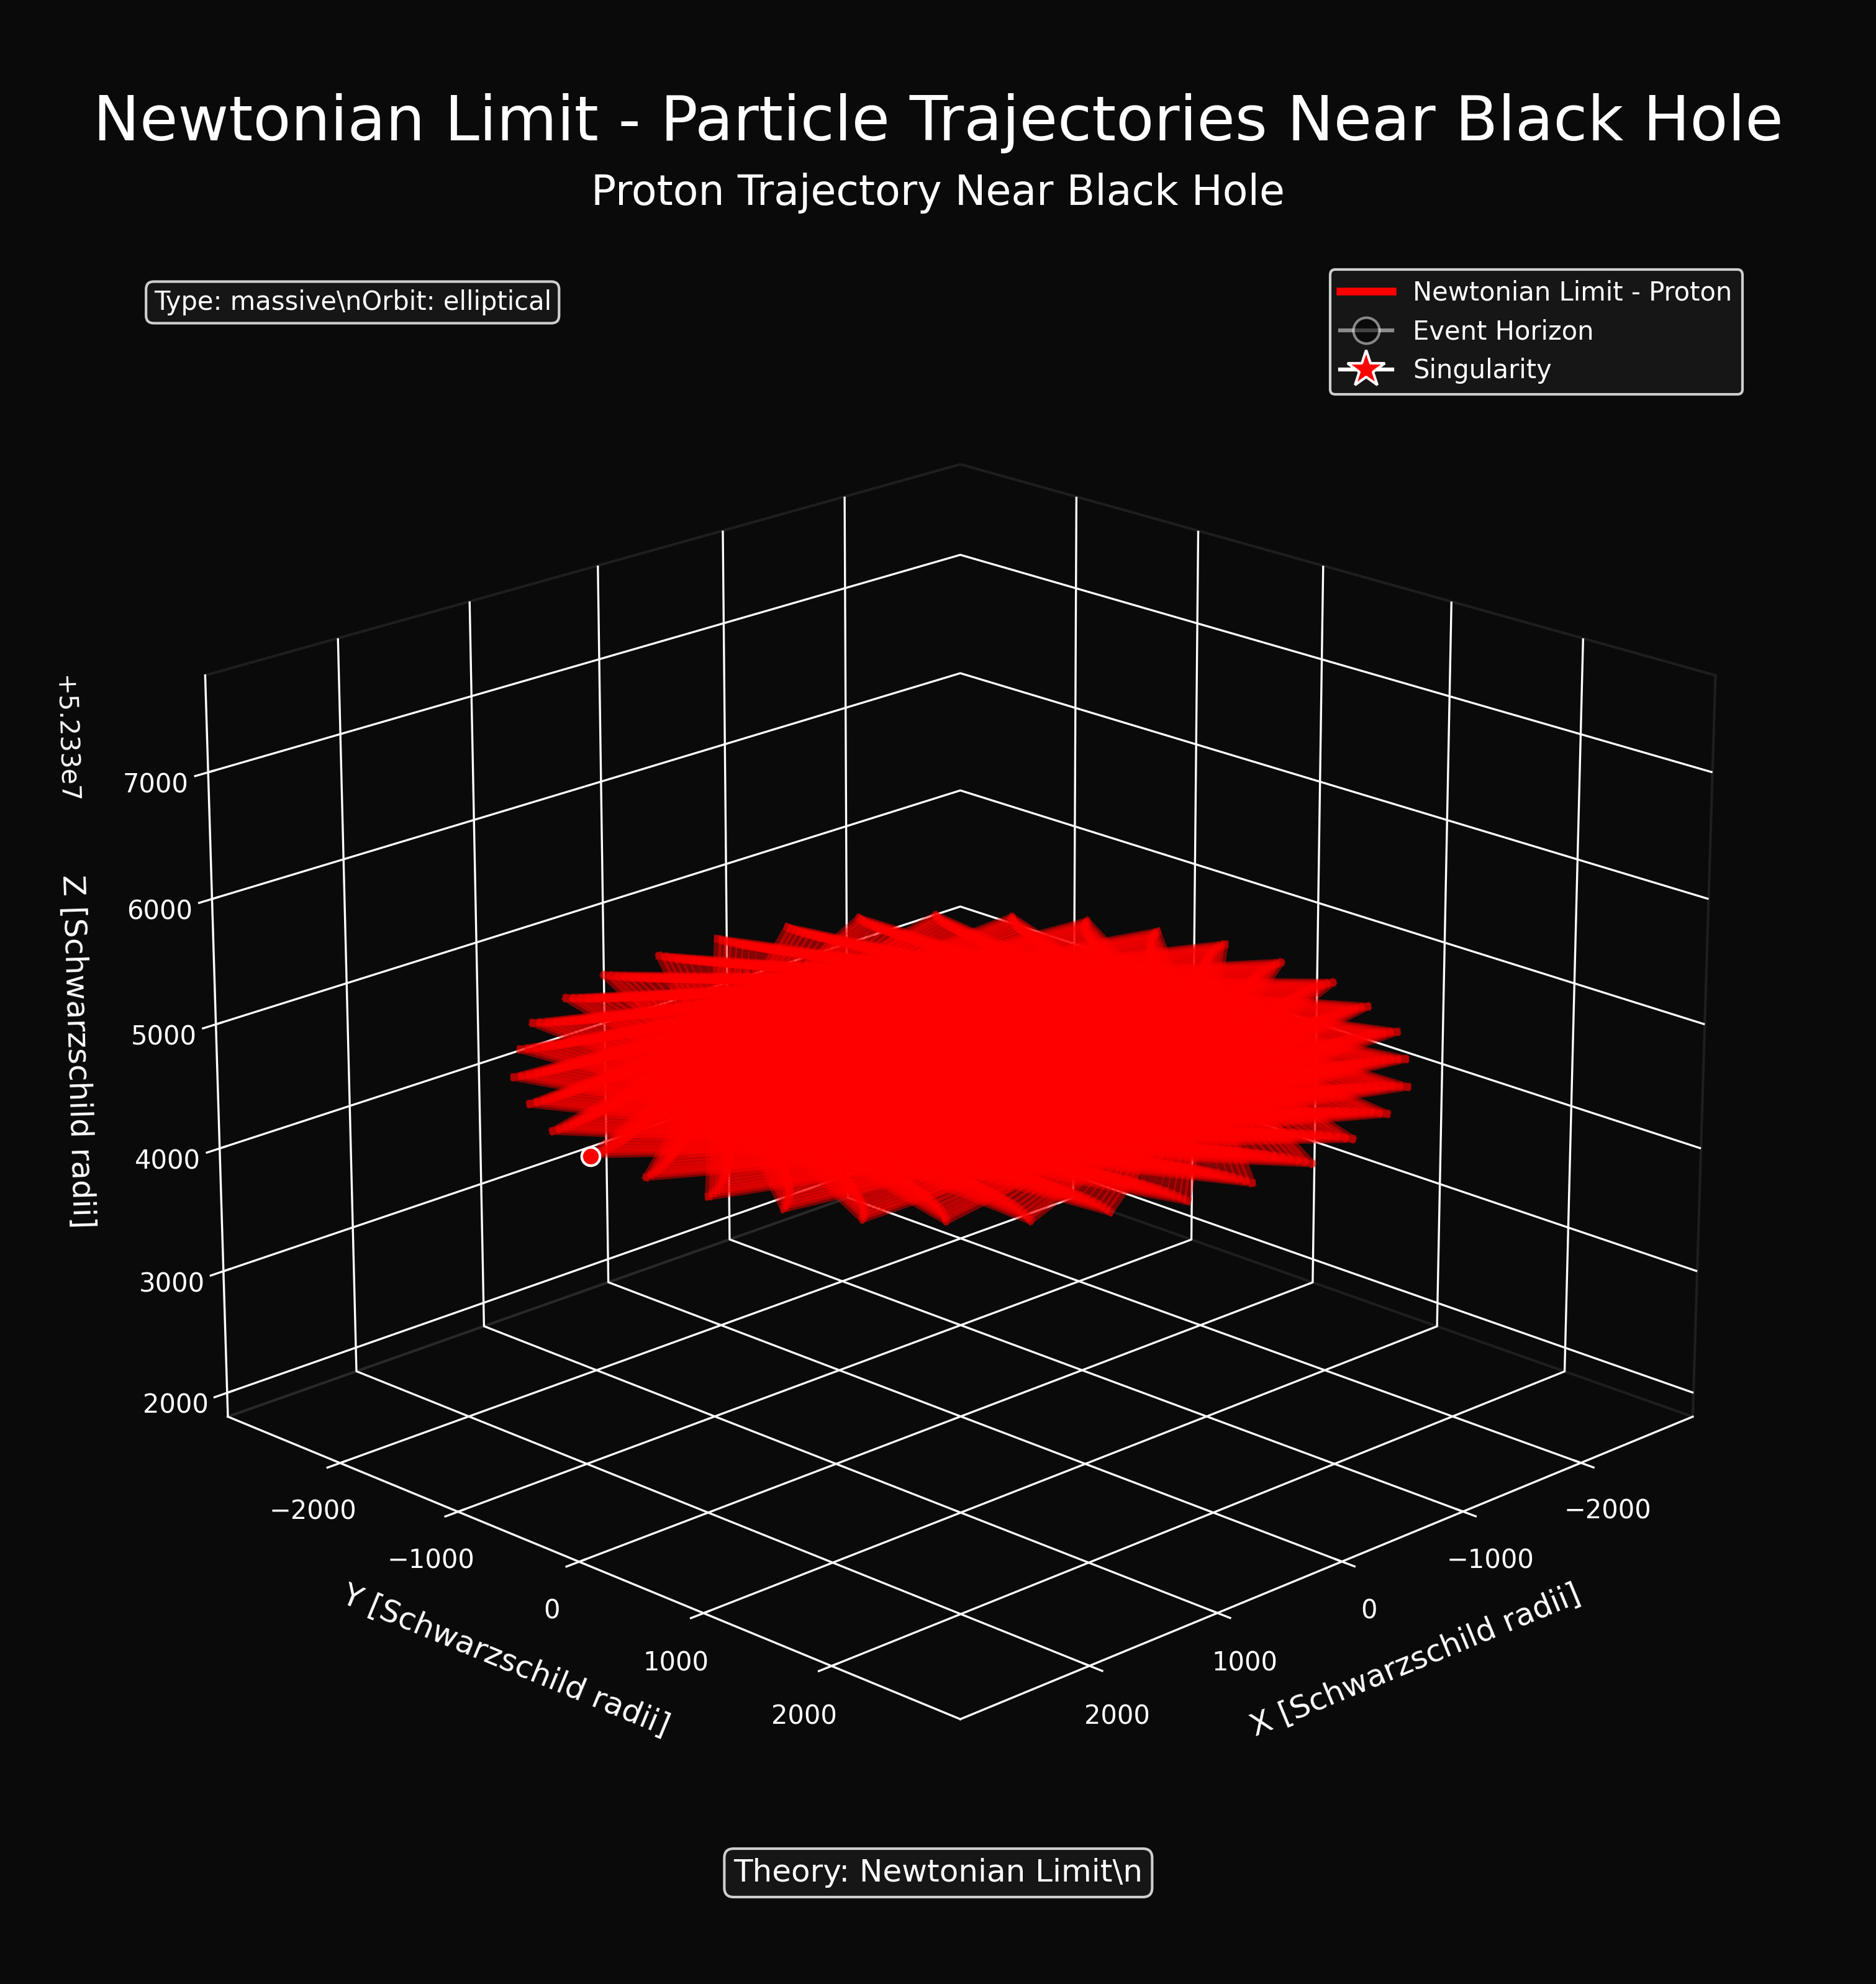 Newtonian Limit - Particle Trajectories Near Black Hole
Proton Trajectory Near Black Hole
Type: massive\nOrbit: elliptical
Newtonian Limit - Proton
Event Horizon
Singularity
+5.233e7
Z [Schwarzschild radii]
7000
6000
5000
4000
3000
2000
−2000
−1000
0
1000
2000
Y [Schwarzschild radii]
−2000
−1000
0
1000
2000
X [Schwarzschild radii]
Theory: Newtonian Limit\n